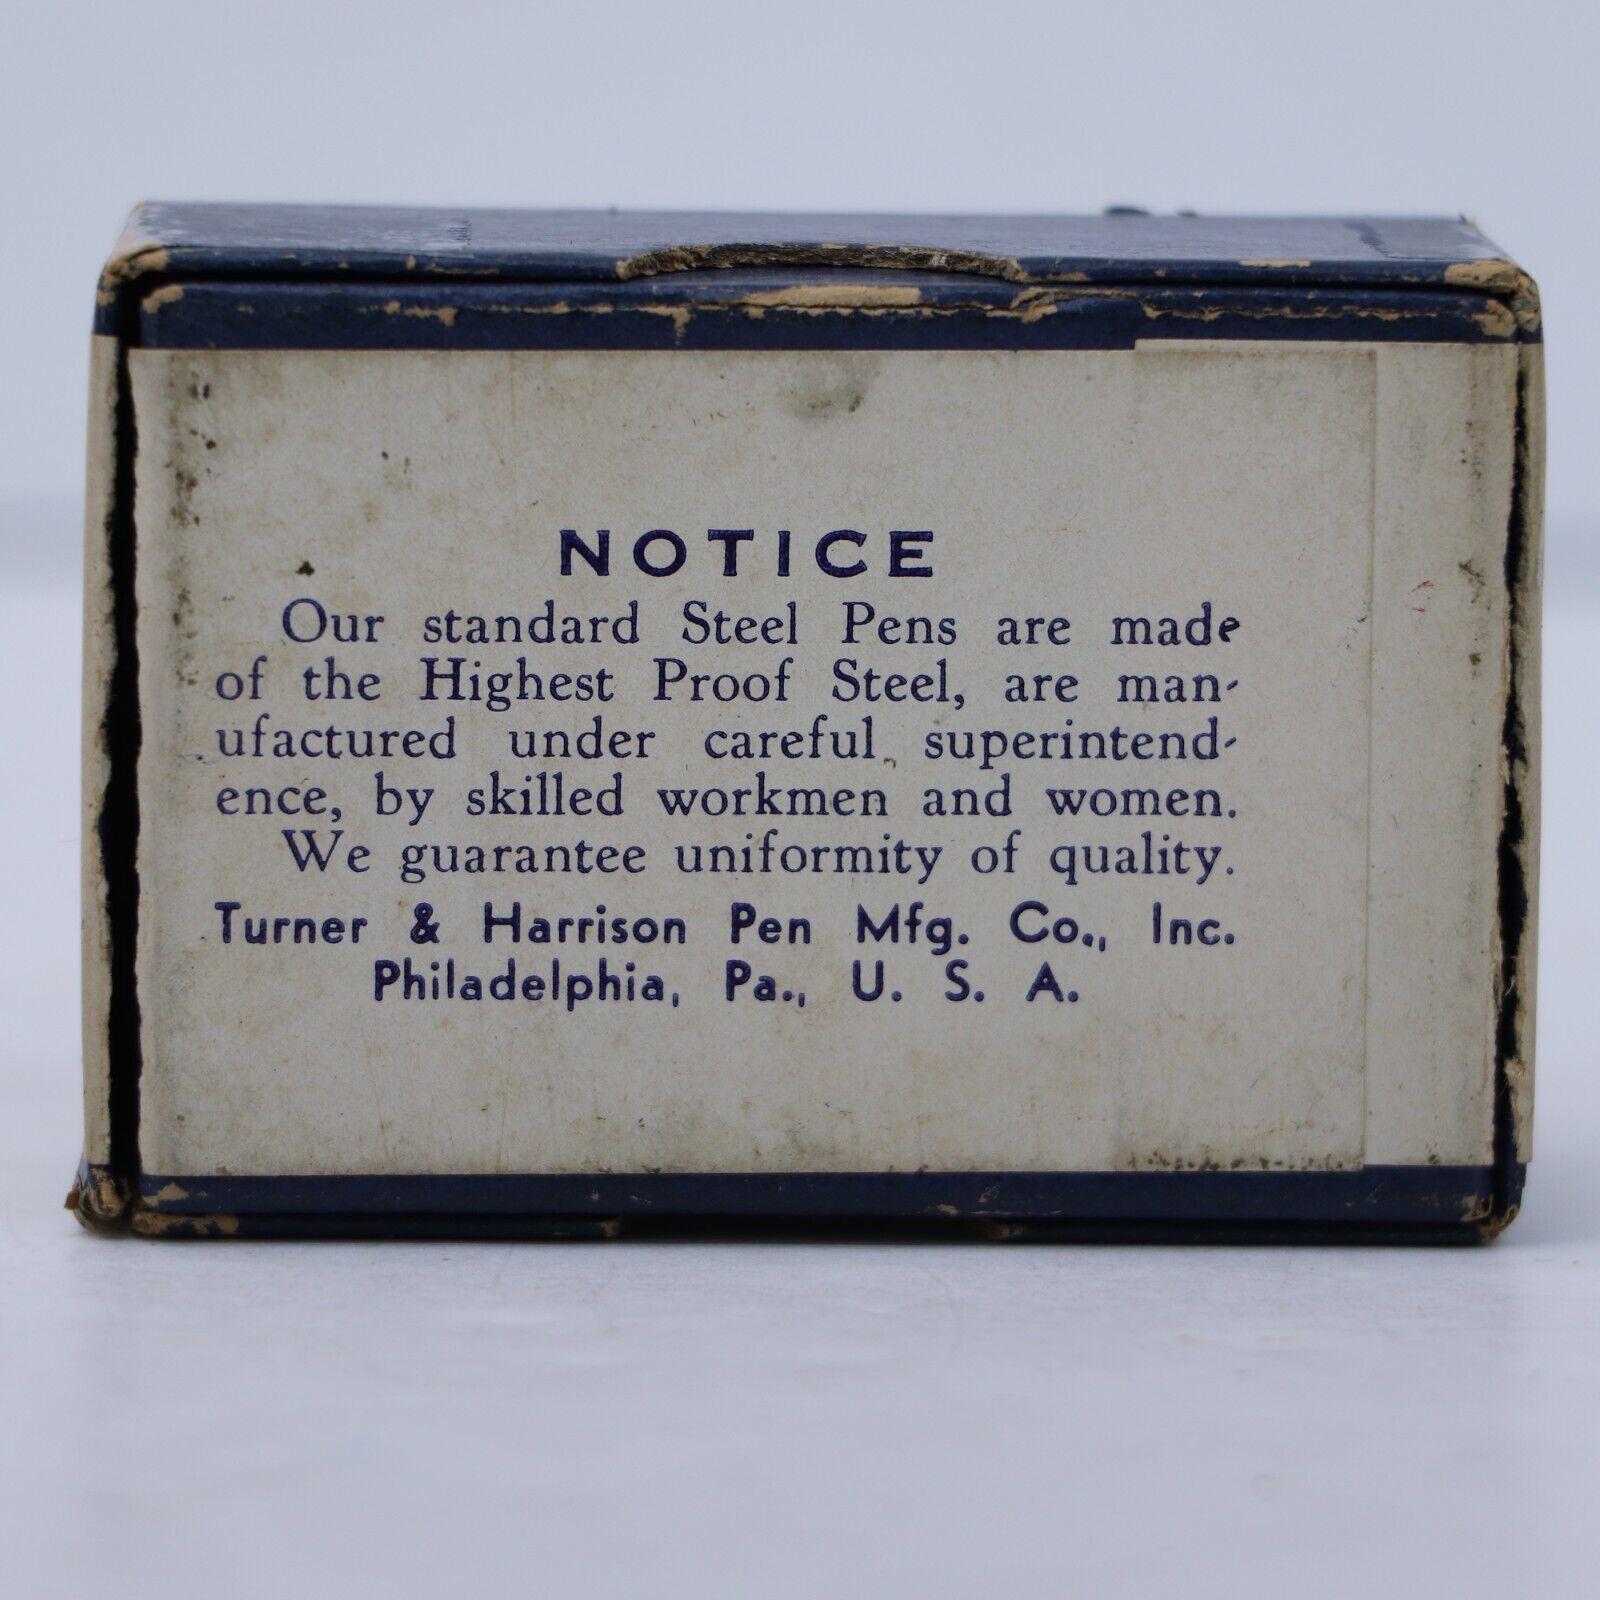 NOTICE
Our standard Steel Pens are made
of the Highest Proof Steel, are man-
ufactured under careful superintend-
ence, by skilled workmen and women.
We guarantee uniformity of quality.
Turner & Harrison Pen Mfg. Co., Inc.
Philadelphia, Pa., U. S. A.